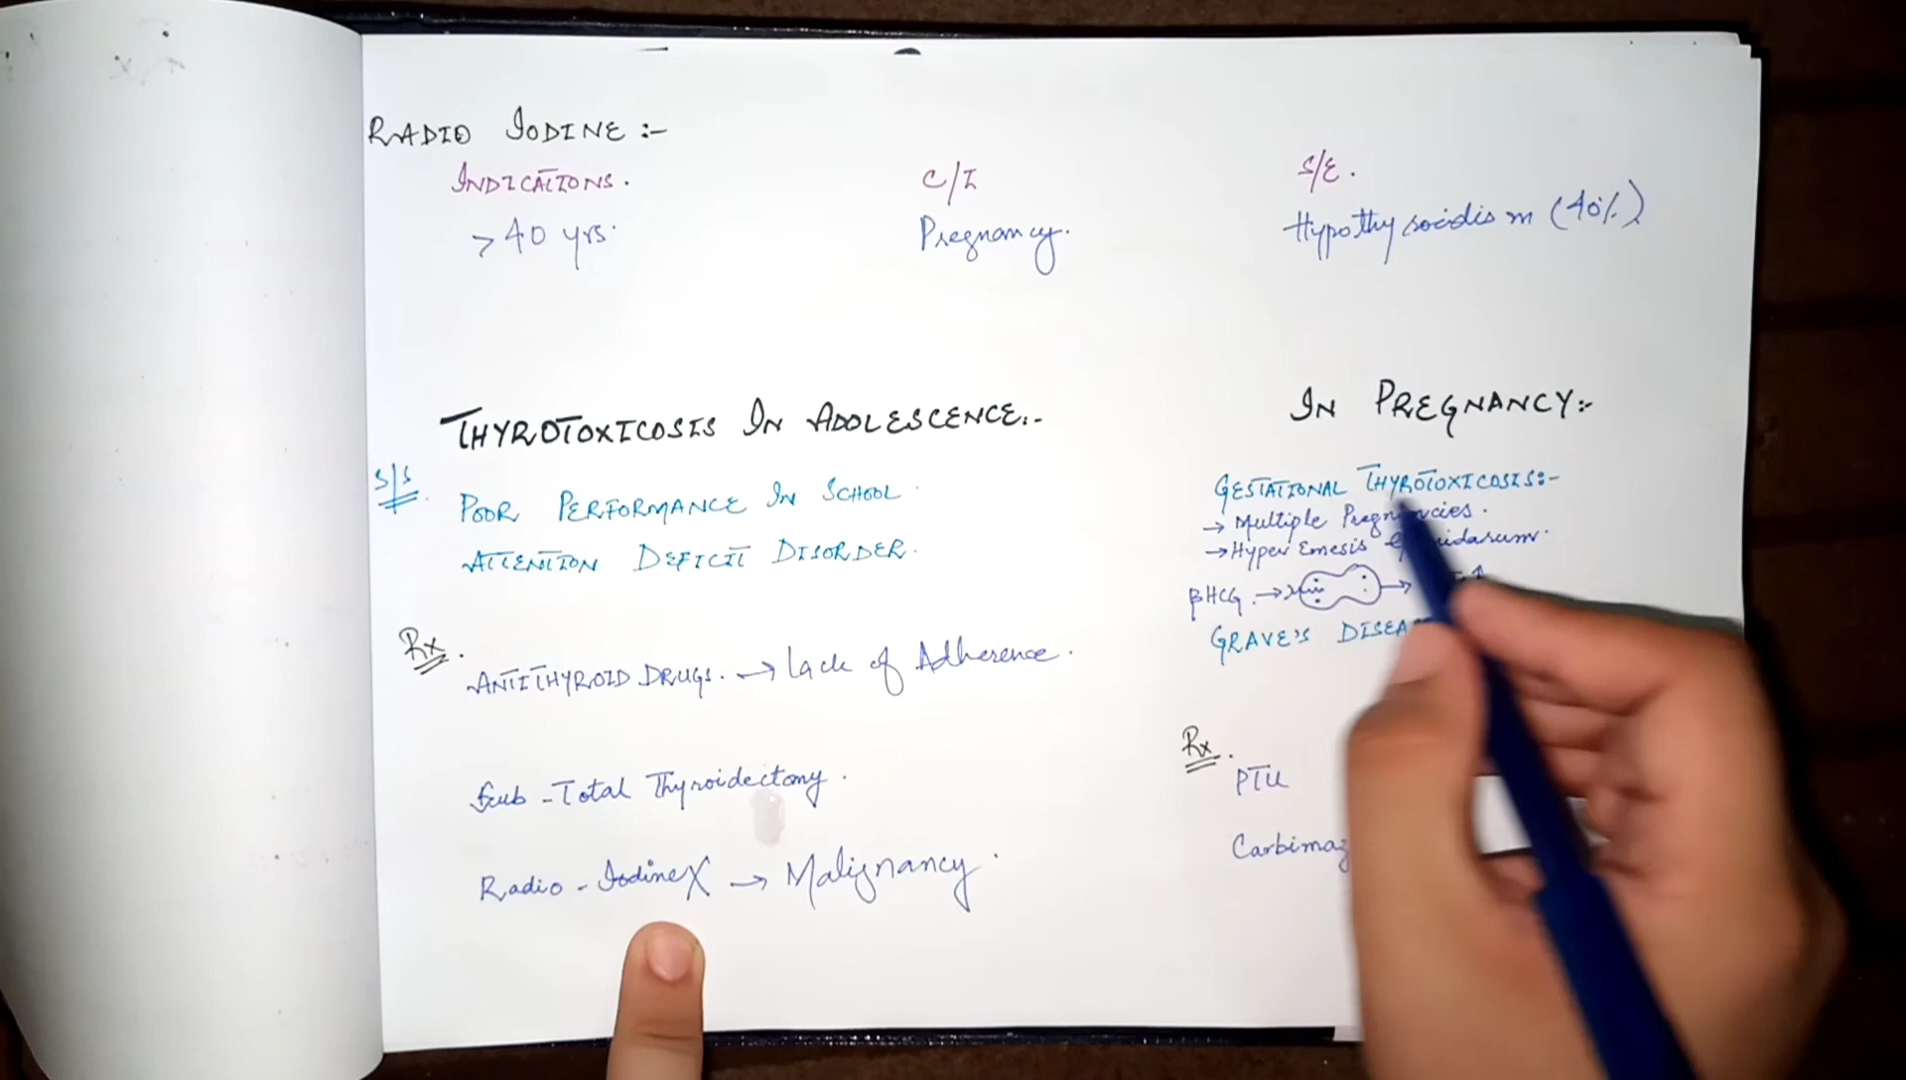 RADIO IODINE :-
INDICATIONS.
C/I
S/E.
>40 yrs.
Pregnancy.
Hypothyroidism (40%)
THYROTOXICOSIS IN ADOLESCENCE:-
S/S.
POOR PERFORMANCE IN SCHOOL.
ATTENTION DEFICIT DISORDER.
Rx.
ANTITHYROID DRUGS. → Lack of Adherence.
Sub-Total Thyroidectomy.
Radio-Iodine X → Malignancy.
IN PREGNANCY:-
GESTATIONAL THYROTOXICOSIS:-
→ Multiple Pregnancies.
→ Hyper Emesis
βHCG. →
GRAVE'S
Rx.
PTU